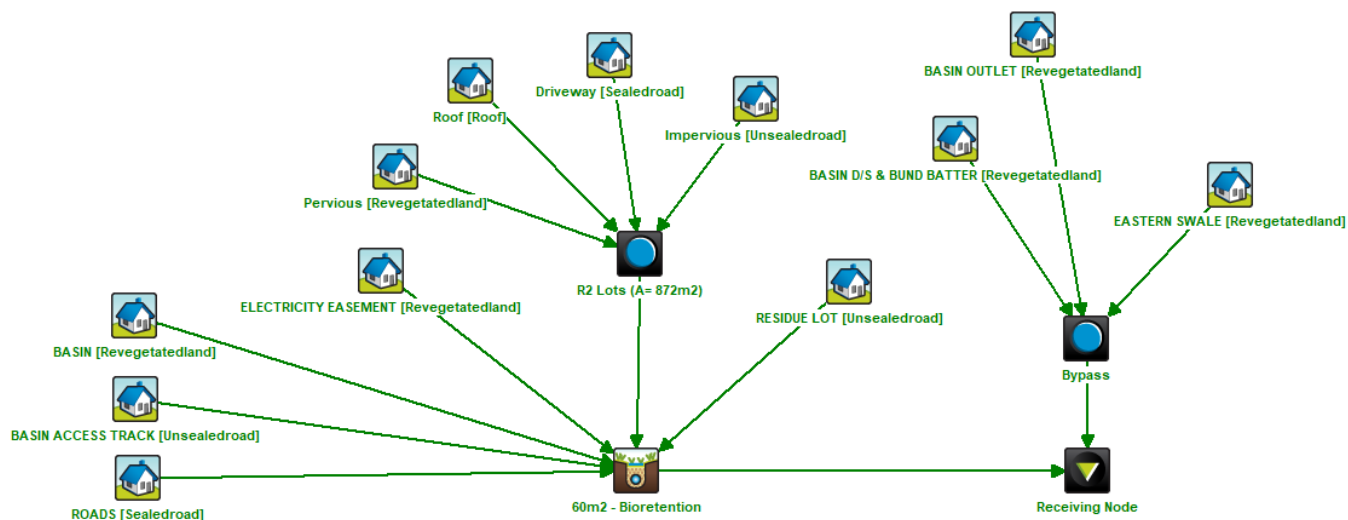 BASIN OUTLET [Revegetatedland]
Driveway [Sealedroad]
Roof [Roof]
Impervious [Unsealedroad]
BASIN D/S & BUND BATTER [Revegetatedland]
Pervious [Revegetatedland]
EASTERN SWALE [Revegetatedland]
R2 Lots (A= 872m2)
ELECTRICITY EASEMENT [Revegetatedland]
RESIDUE LOT [Unsealedroad]
BASIN [Revegetatedland]
Bypass
BASIN ACCESS TRACK [Unsealedroad]
60m2 - Bioretention
Receiving Node
ROADS [Sealedroad]